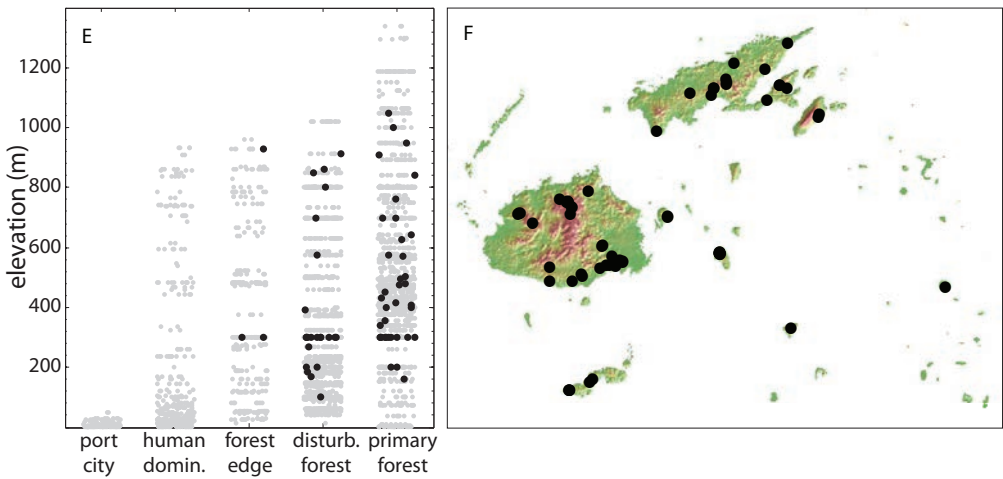 E
F
1200
1000
800
600
400
200
elevation (m)
port city
human domin.
forest edge
disturb. forest
primary forest